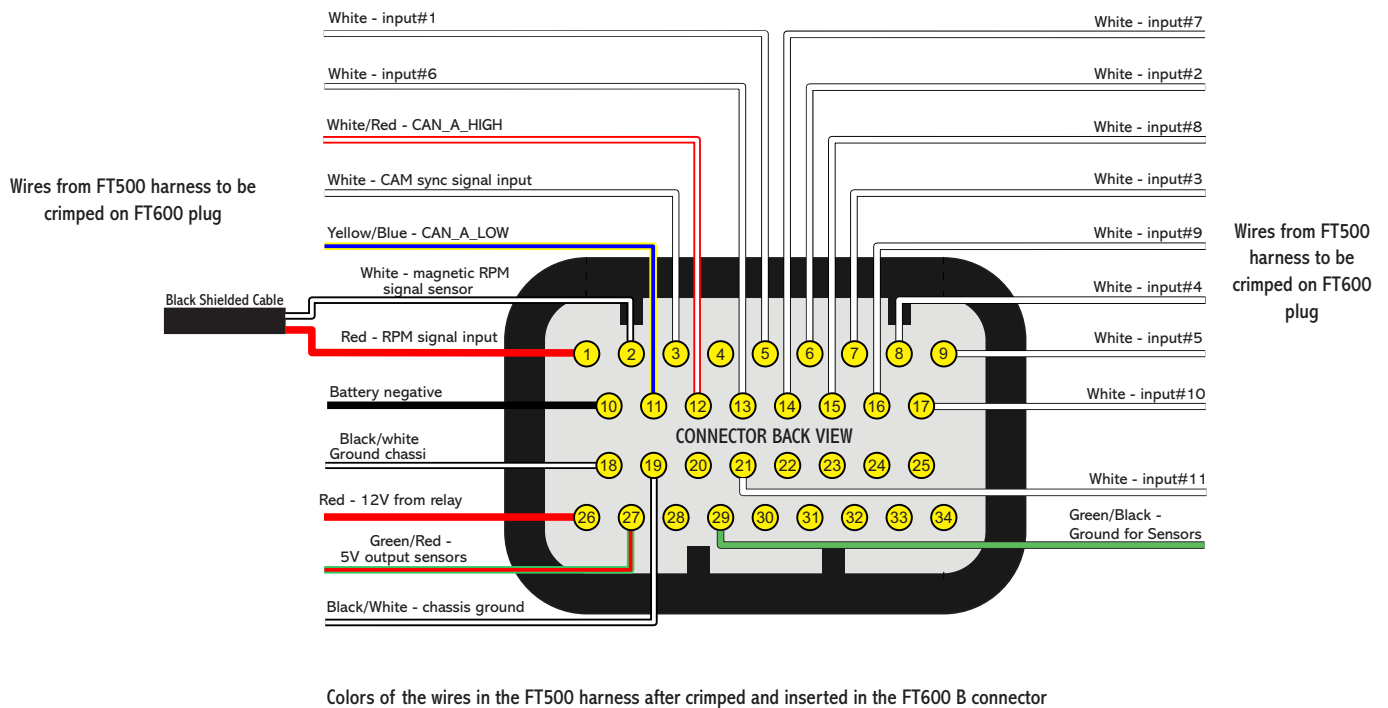 White - input#1
White - input#6
White/Red - CAN_A_HIGH
White - CAM sync signal input
Yellow/Blue - CAN_A_LOW
White - magnetic RPM
signal sensor
Black Shielded Cable
Red - RPM signal input
Battery negative
Black/white
Ground chassi
Red - 12V from relay
Green/Red -
5V output sensors
Black/White - chassis ground
Wires from FT500 harness to be
crimped on FT600 plug
White - input#7
White - input#2
White - input#8
White - input#3
White - input#9
White - input#4
White - input#5
White - input#10
White - input#11
Green/Black -
Ground for Sensors
Wires from FT500
harness to be
crimped on FT600
plug
1 2 3 4 5 6 7 8 9
10 11 12 13 14 15 16 17
CONNECTOR BACK VIEW
18 19 20 21 22 23 24 25
26 27 28 29 30 31 32 33 34
Colors of the wires in the FT500 harness after crimped and inserted in the FT600 B connector